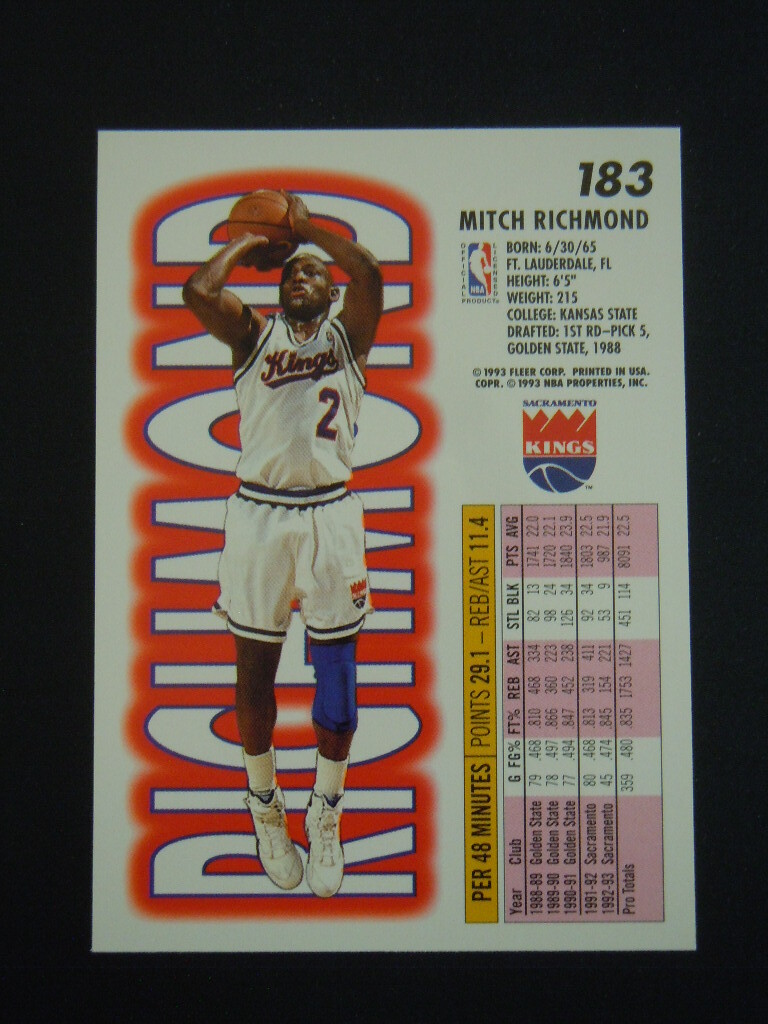 183
MITCH RICHMOND
OFFICIAL LICENSED
NBA
PRODUCT
BORN: 6/30/65
FT. LAUDERDALE, FL
HEIGHT: 6'5"
WEIGHT: 215
COLLEGE: KANSAS STATE
DRAFTED: 1ST RD–PICK 5,
GOLDEN STATE, 1988
© 1993 FLEER CORP. PRINTED IN USA.
COPR. © 1993 NBA PROPERTIES, INC.
SACRAMENTO
KINGS
TM
RICHMOND
Kings
2
PER 48 MINUTES | POINTS 29.1 – REB/AST 11.4
Year Club G FG% FT% REB AST STL BLK PTS AVG
1988-89 Golden State 79 .468 .810 468 334 82 13 1741 22.0
1989-90 Golden State 78 .497 .866 360 223 98 24 1720 22.1
1990-91 Golden State 77 .494 .847 452 238 126 34 1840 23.9
1991-92 Sacramento 80 .468 .813 319 411 92 34 1803 22.5
1992-93 Sacramento 45 .474 .845 154 221 53 9 987 21.9
Pro Totals 359 .480 .835 1753 1427 451 114 8091 22.5